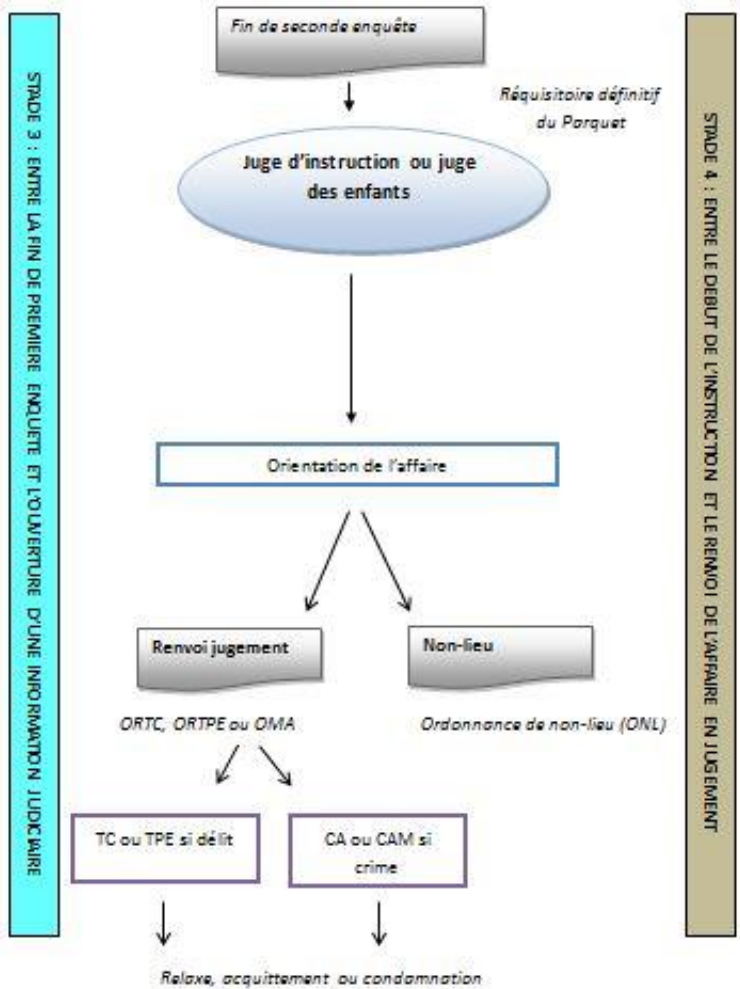 STADE 3 : ENTRE LA FIN DE PREMIERE ENQUETE ET L'OUVERTURE D'UNE INFORMATION JUDICIAIRE
Fin de seconde enquête
Réquisitoire définitif
du Parquet
Juge d'instruction ou juge
des enfants
Orientation de l'affaire
Renvoi jugement
Non-lieu
ORTC, ORTPE ou OMA
Ordonnance de non-lieu (ONL)
TC ou TPE si délit
CA ou CAM si
crime
Relaxe, acquittement ou condamnation
STADE 4 : ENTRE LE DEBUT DE L'INSTRUCTION ET LE RENVOI DE L'AFFAIRE EN JUGEMENT